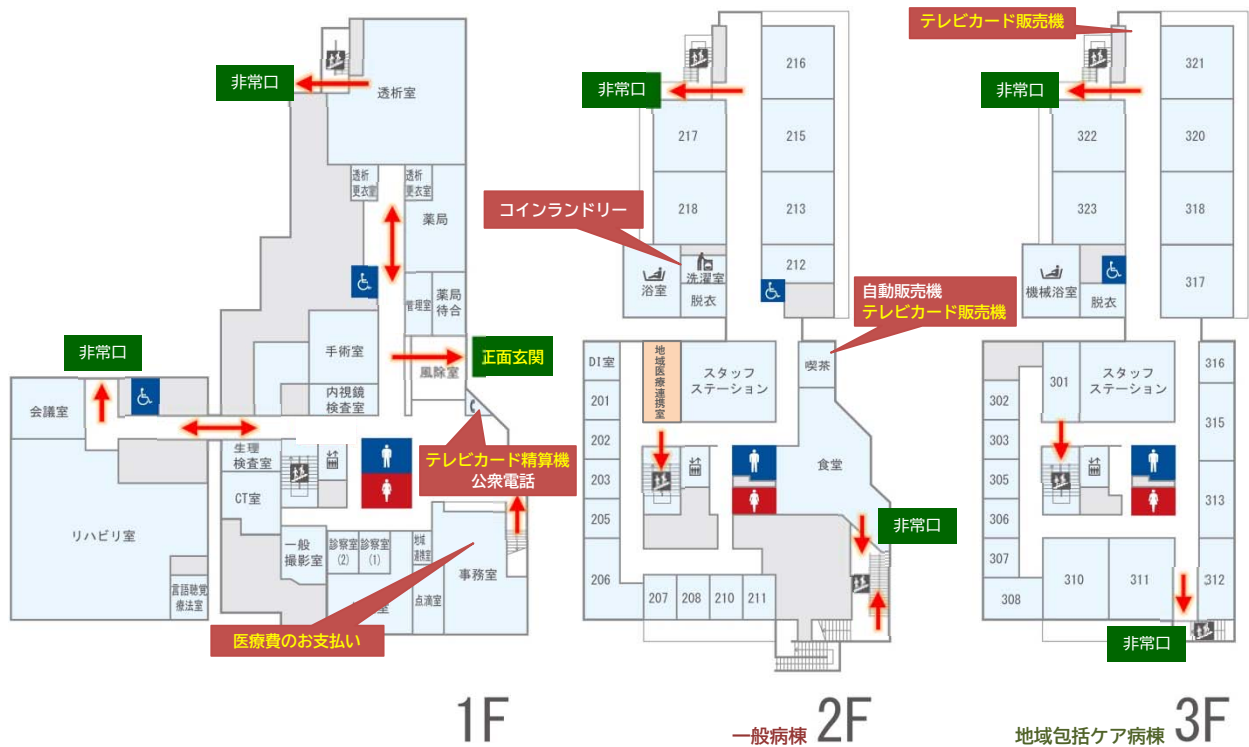 非常口
透析室
透析
更衣室
透析
更衣室
薬局
管理室
薬局
待合
手術室
風除室
正面玄関
非常口
会議室
内視鏡
検査室
生理
検査室
CT室
テレビカード精算機
公衆電話
リハビリ室
言語聴覚
療法室
一般
撮影室
診察室
(2)
診察室
(1)
地域
連携室
点滴室
室
事務室
医療費のお支払い
1F
非常口
216
217
215
コインランドリー
218
213
212
浴室
洗濯室
脱衣
自動販売機
テレビカード販売機
DI室
地域医療連携室
スタッフ
ステーション
喫茶
201
202
203
205
206
食堂
非常口
207
208
210
211
一般病棟
2F
テレビカード販売機
非常口
321
322
320
323
318
機械浴室
脱衣
317
301
スタッフ
ステーション
316
302
315
303
305
306
307
308
313
310
311
312
非常口
地域包括ケア病棟
3F